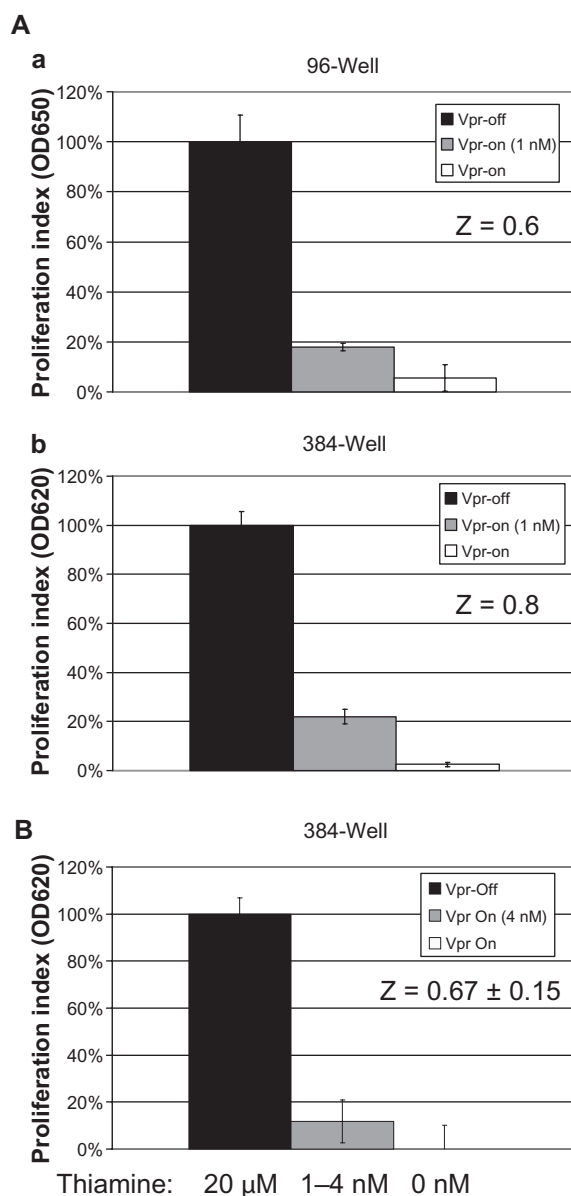 A
a
96-Well
Proliferation index (OD650)
120%
100%
80%
60%
40%
20%
0%
Vpr-off
Vpr-on (1 nM)
Vpr-on
Z = 0.6
b
384-Well
Proliferation index (OD620)
120%
100%
80%
60%
40%
20%
0%
Vpr-off
Vpr-on (1 nM)
Vpr-on
Z = 0.8
B
384-Well
Proliferation index (OD620)
120%
100%
80%
60%
40%
20%
0%
Vpr-Off
Vpr On (4 nM)
Vpr On
Z = 0.67 ± 0.15
Thiamine: 20 µM 1–4 nM 0 nM